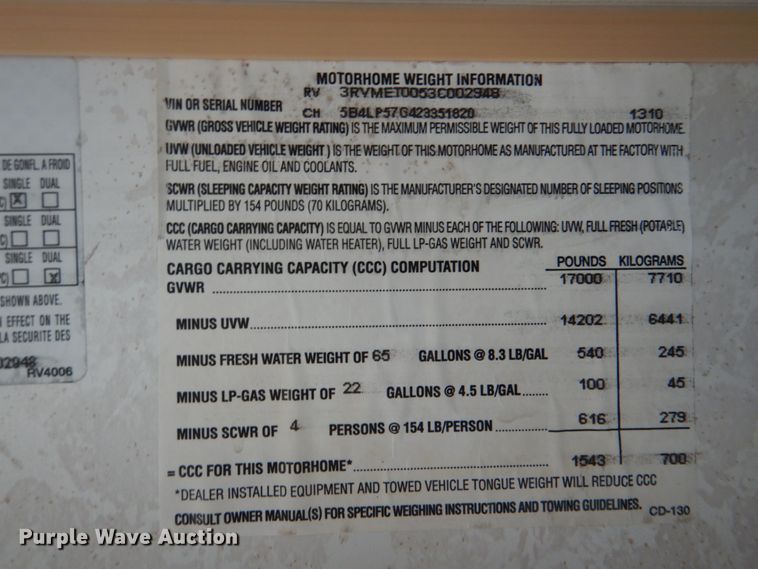 MOTORHOME WEIGHT INFORMATION
RV 3RVMET0053C002948
VIN OR SERIAL NUMBER CH 5B4LP57G423351820 1310
GVWR (GROSS VEHICLE WEIGHT RATING) IS THE MAXIMUM PERMISSIBLE WEIGHT OF THIS FULLY LOADED MOTORHOME.
UVW (UNLOADED VEHICLE WEIGHT ) IS THE WEIGHT OF THIS MOTORHOME AS MANUFACTURED AT THE FACTORY WITH
FULL FUEL, ENGINE OIL AND COOLANTS.
SCWR (SLEEPING CAPACITY WEIGHT RATING) IS THE MANUFACTURER'S DESIGNATED NUMBER OF SLEEPING POSITIONS
MULTIPLIED BY 154 POUNDS (70 KILOGRAMS).
CCC (CARGO CARRYING CAPACITY) IS EQUAL TO GVWR MINUS EACH OF THE FOLLOWING: UVW, FULL FRESH (POTABLE)
WATER WEIGHT (INCLUDING WATER HEATER), FULL LP-GAS WEIGHT AND SCWR.
CARGO CARRYING CAPACITY (CCC) COMPUTATION POUNDS KILOGRAMS
GVWR 17000 7710
MINUS UVW 14202 6441
MINUS FRESH WATER WEIGHT OF 65 GALLONS @ 8.3 LB/GAL 540 245
MINUS LP-GAS WEIGHT OF 22 GALLONS @ 4.5 LB/GAL 100 45
MINUS SCWR OF 4 PERSONS @ 154 LB/PERSON 616 279
= CCC FOR THIS MOTORHOME* 1543 700
*DEALER INSTALLED EQUIPMENT AND TOWED VEHICLE TONGUE WEIGHT WILL REDUCE CCC
CONSULT OWNER MANUAL(S) FOR SPECIFIC WEIGHING INSTRUCTIONS AND TOWING GUIDELINES. CD-130
DE GONFL. A FROID
SINGLE DUAL
X
SINGLE DUAL
SINGLE DUAL
X
SHOWN ABOVE.
EFFECT ON THE
LA SECURITE DES
02948
RV4006
Purple Wave Auction